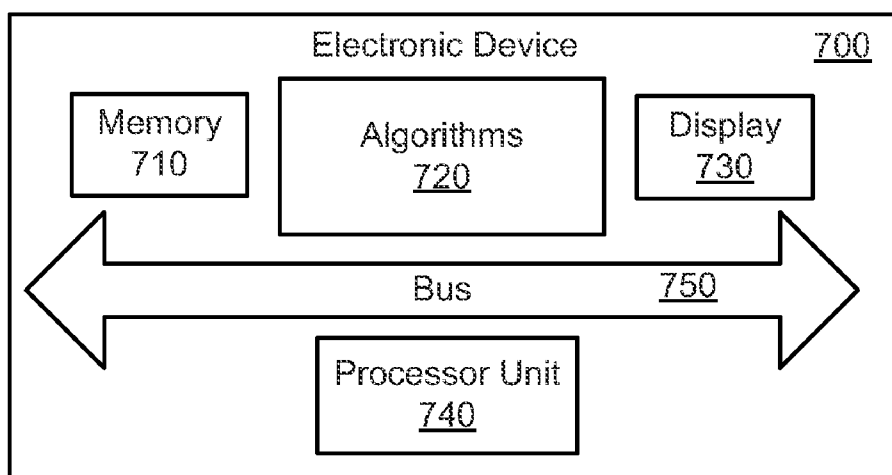 Electronic Device 700
Memory
710
Algorithms
720
Display
730
Bus 750
Processor Unit
740